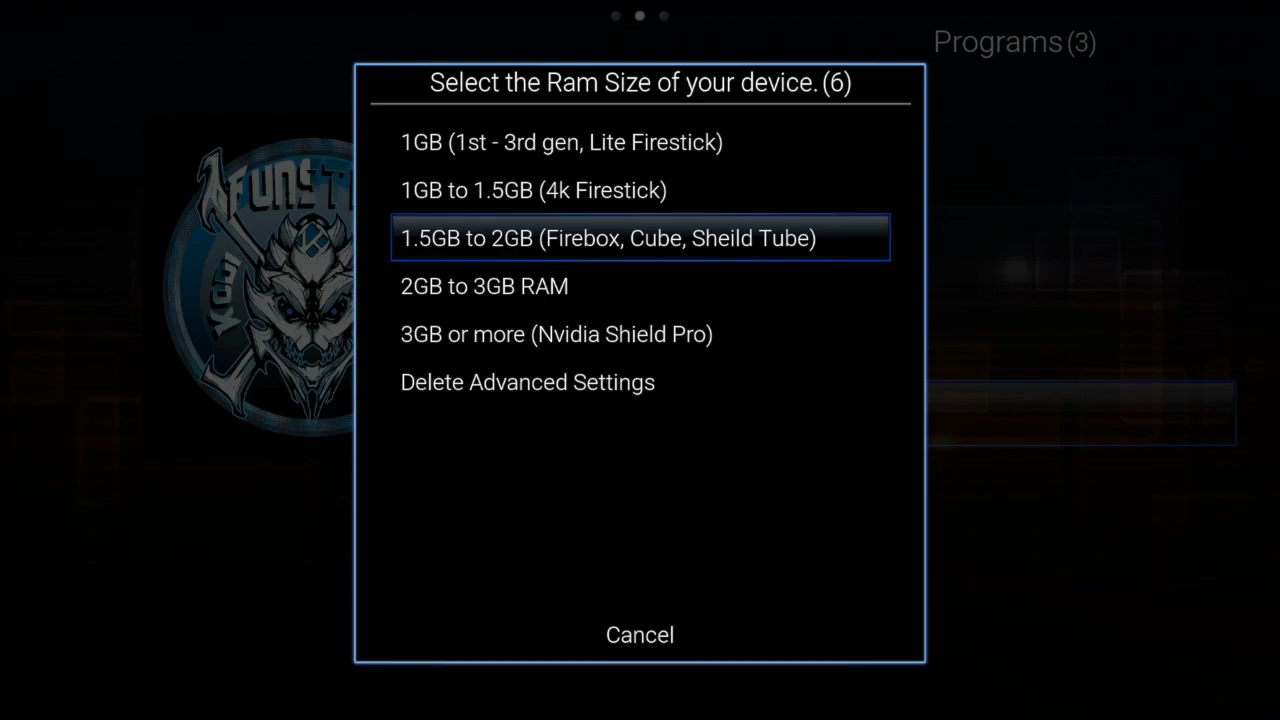 Programs (3)
Select the Ram Size of your device. (6)
1GB (1st - 3rd gen, Lite Firestick)
1GB to 1.5GB (4k Firestick)
1.5GB to 2GB (Firebox, Cube, Sheild Tube)
2GB to 3GB RAM
3GB or more (Nvidia Shield Pro)
Delete Advanced Settings
Cancel
FUNST
KODI